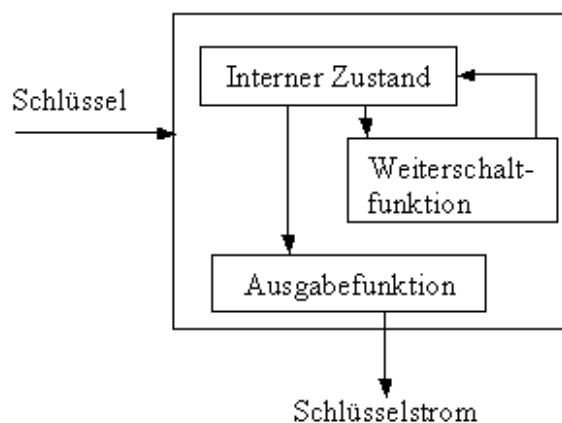 Interner Zustand
Schlüssel
Weiterschalt-
funktion
Ausgabefunktion
Schlüsselstrom